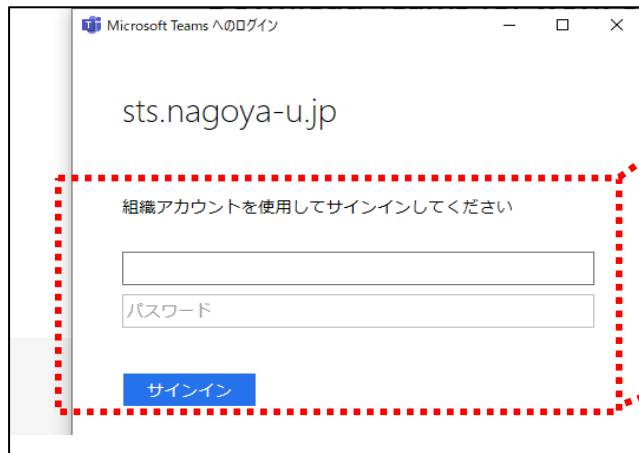 Microsoft Teams へのログイン
sts.nagoya-u.jp
組織アカウントを使用してサインインしてください
パスワード
サインイン